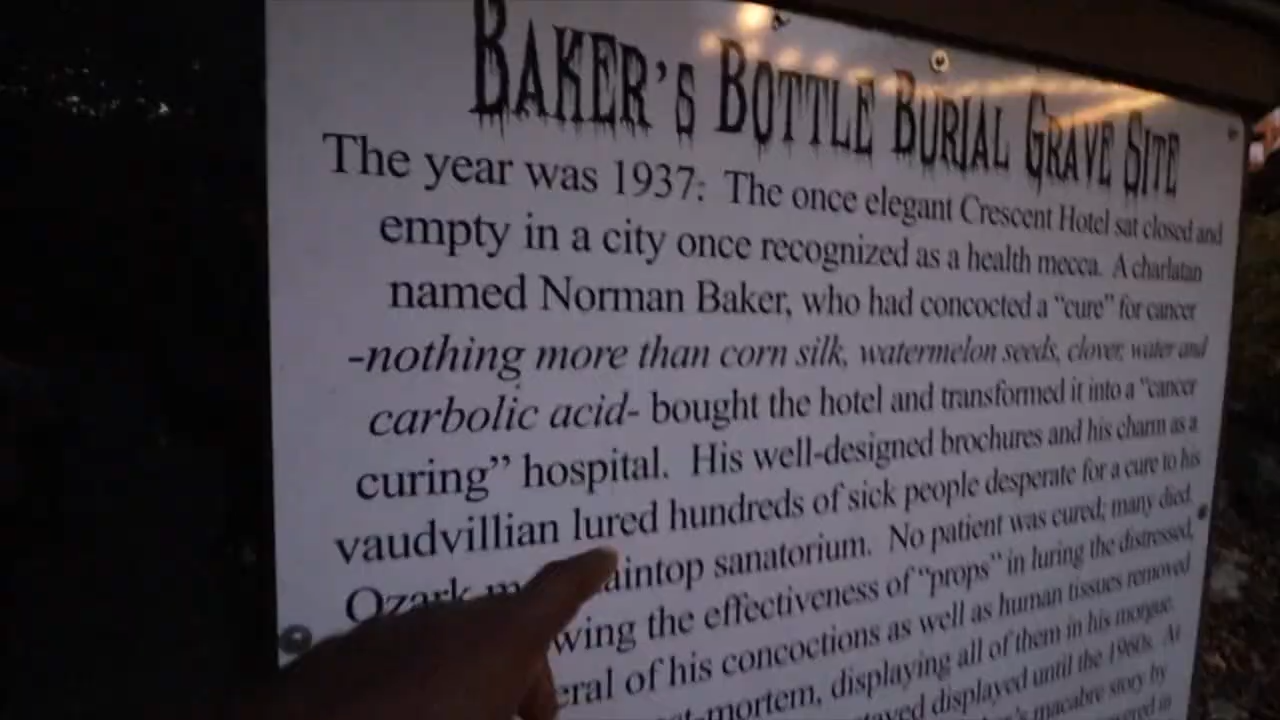 BAKER'S BOTTLE BURIAL GRAVE SITE
The year was 1937: The once elegant Crescent Hotel sat closed and
empty in a city once recognized as a health mecca. A charlatan
named Norman Baker, who had concocted a "cure" for cancer
-nothing more than corn silk, watermelon seeds, clover, water and
carbolic acid- bought the hotel and transformed it into a "cancer
curing" hospital. His well-designed brochures and his charm as a
vaudvillian lured hundreds of sick people desperate for a cure to his
Ozark m aintop sanatorium. No patient was cured; many died.
wing the effectiveness of "props" in luring the distressed,
eral of his concoctions as well as human tissues removed
st-mortem, displaying all of them in his morgue.
tayed displayed until the 1960s. At
's macabre story by
ered in